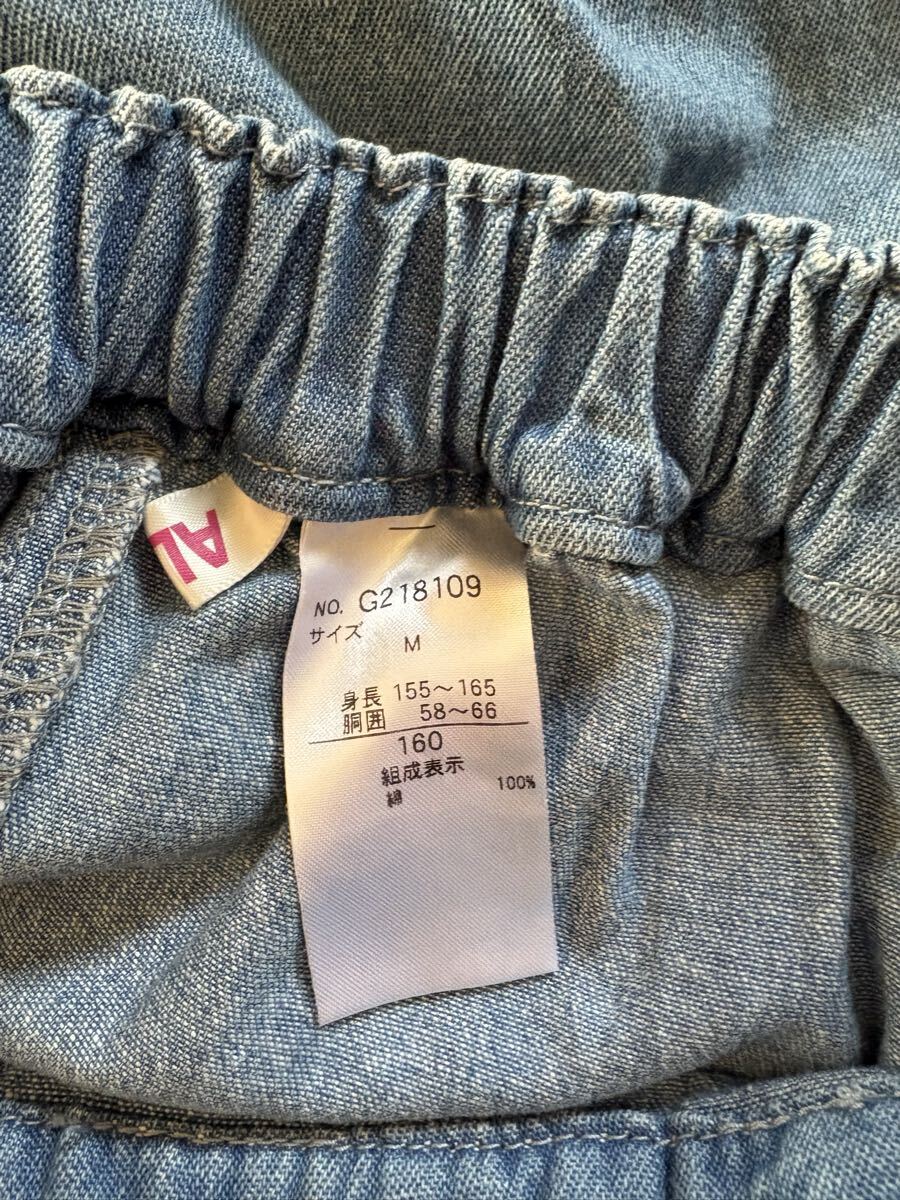 AL
NO. G218109
サイズ
M
身長 155～165
胴囲 58～66
160
組成表示
綿 100%